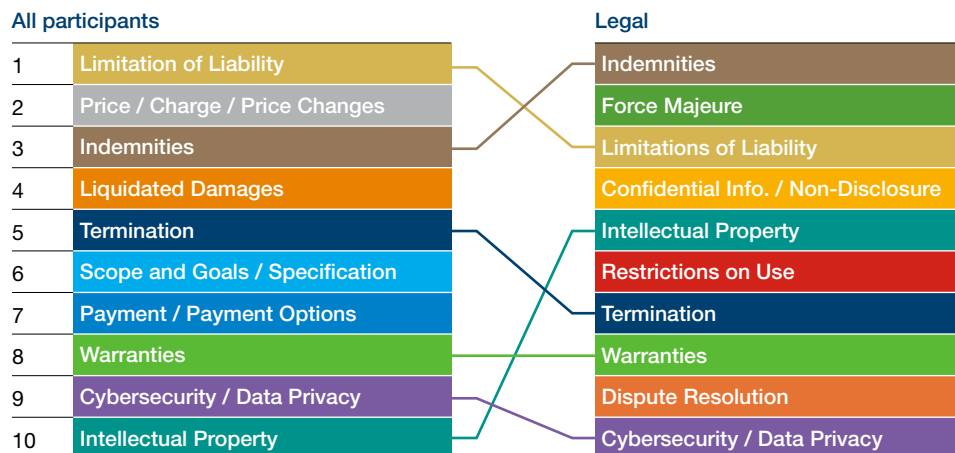 All participants Legal
1 Limitation of Liability Indemnities
2 Price / Charge / Price Changes Force Majeure
3 Indemnities Limitations of Liability
4 Liquidated Damages Confidential Info. / Non-Disclosure
5 Termination Intellectual Property
6 Scope and Goals / Specification Restrictions on Use
7 Payment / Payment Options Termination
8 Warranties Warranties
9 Cybersecurity / Data Privacy Dispute Resolution
10 Intellectual Property Cybersecurity / Data Privacy